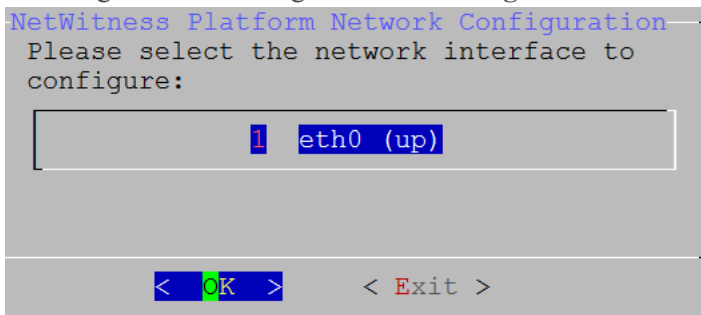 NetWitness Platform Network Configuration
Please select the network interface to
configure:
1 eth0 (up)
< OK > < Exit >